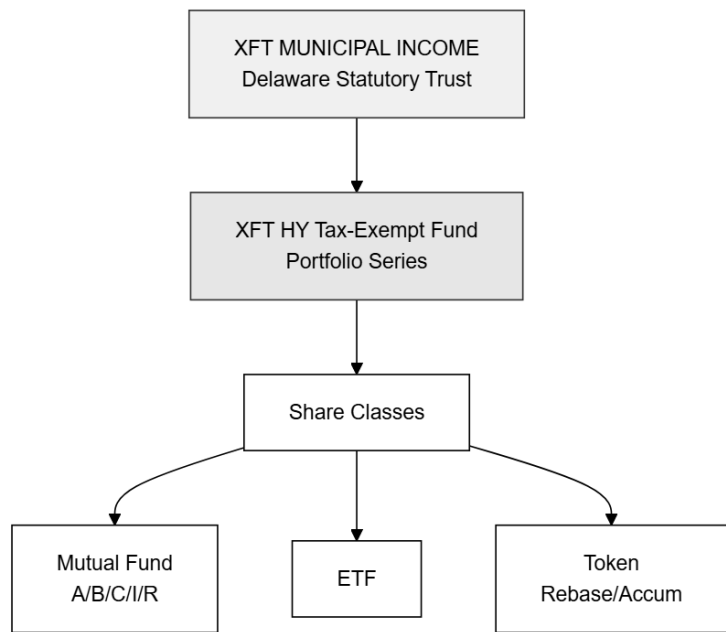 XFT MUNICIPAL INCOME
Delaware Statutory Trust
XFT HY Tax-Exempt Fund
Portfolio Series
Share Classes
Mutual Fund
A/B/C/I/R
ETF
Token
Rebase/Accum